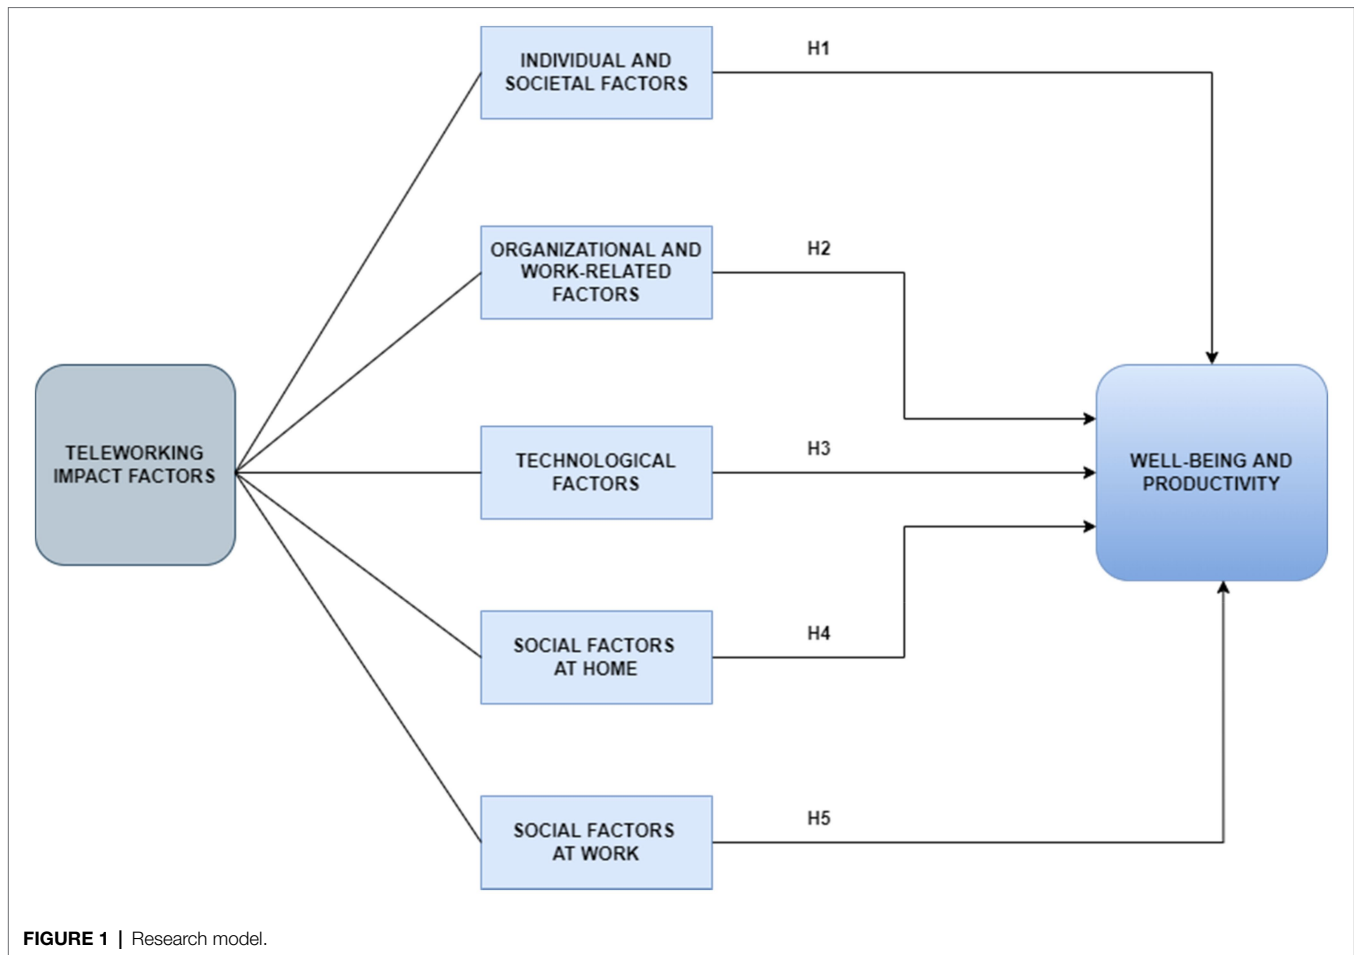 INDIVIDUAL AND
SOCIETAL FACTORS
H1
ORGANIZATIONAL AND
WORK-RELATED
FACTORS
H2
TELEWORKING
IMPACT FACTORS
TECHNOLOGICAL
FACTORS
H3
WELL-BEING AND
PRODUCTIVITY
SOCIAL FACTORS
AT HOME
H4
SOCIAL FACTORS
AT WORK
H5
FIGURE 1 | Research model.